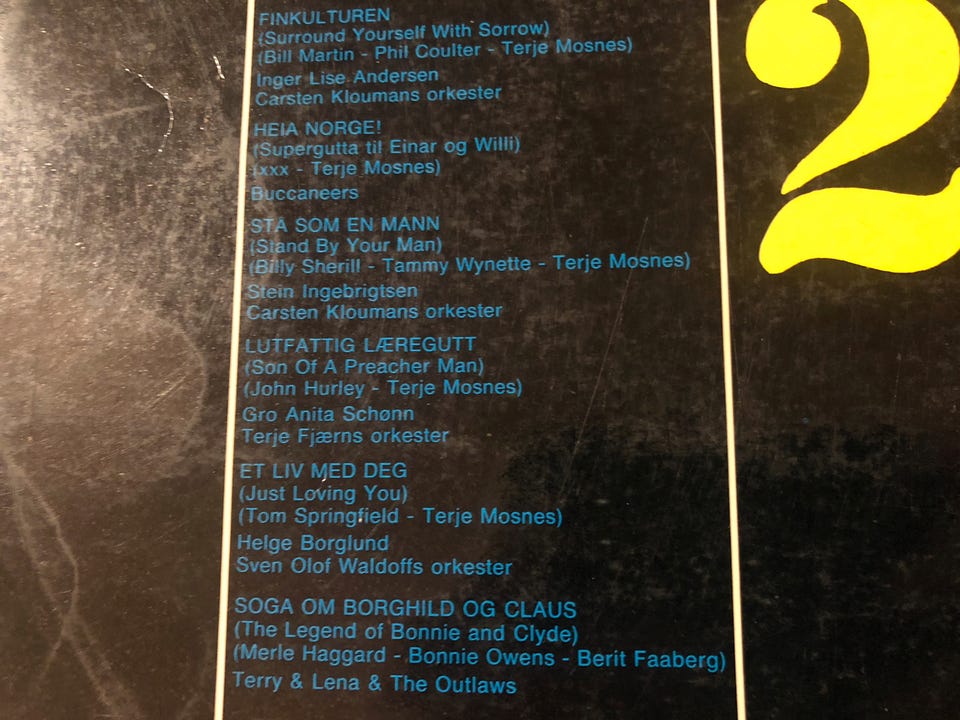 FINKULTUREN
(Surround Yourself With Sorrow)
(Bill Martin - Phil Coulter - Terje Mosnes)
Inger Lise Andersen
Carsten Kloumans orkester
HEIA NORGE!
(Supergutta til Einar og Willi)
(xxx - Terje Mosnes)
Buccaneers
STÅ SOM EN MANN
(Stand By Your Man)
(Billy Sherill - Tammy Wynette - Terje Mosnes)
Stein Ingebrigtsen
Carsten Kloumans orkester
LUTFATTIG LÆREGUTT
(Son Of A Preacher Man)
(John Hurley - Terje Mosnes)
Gro Anita Schønn
Terje Fjærns orkester
ET LIV MED DEG
(Just Loving You)
(Tom Springfield - Terje Mosnes)
Helge Borglund
Sven Olof Waldoffs orkester
SOGA OM BORGHILD OG CLAUS
(The Legend of Bonnie and Clyde)
(Merle Haggard - Bonnie Owens - Berit Faaberg)
Terry & Lena & The Outlaws
2